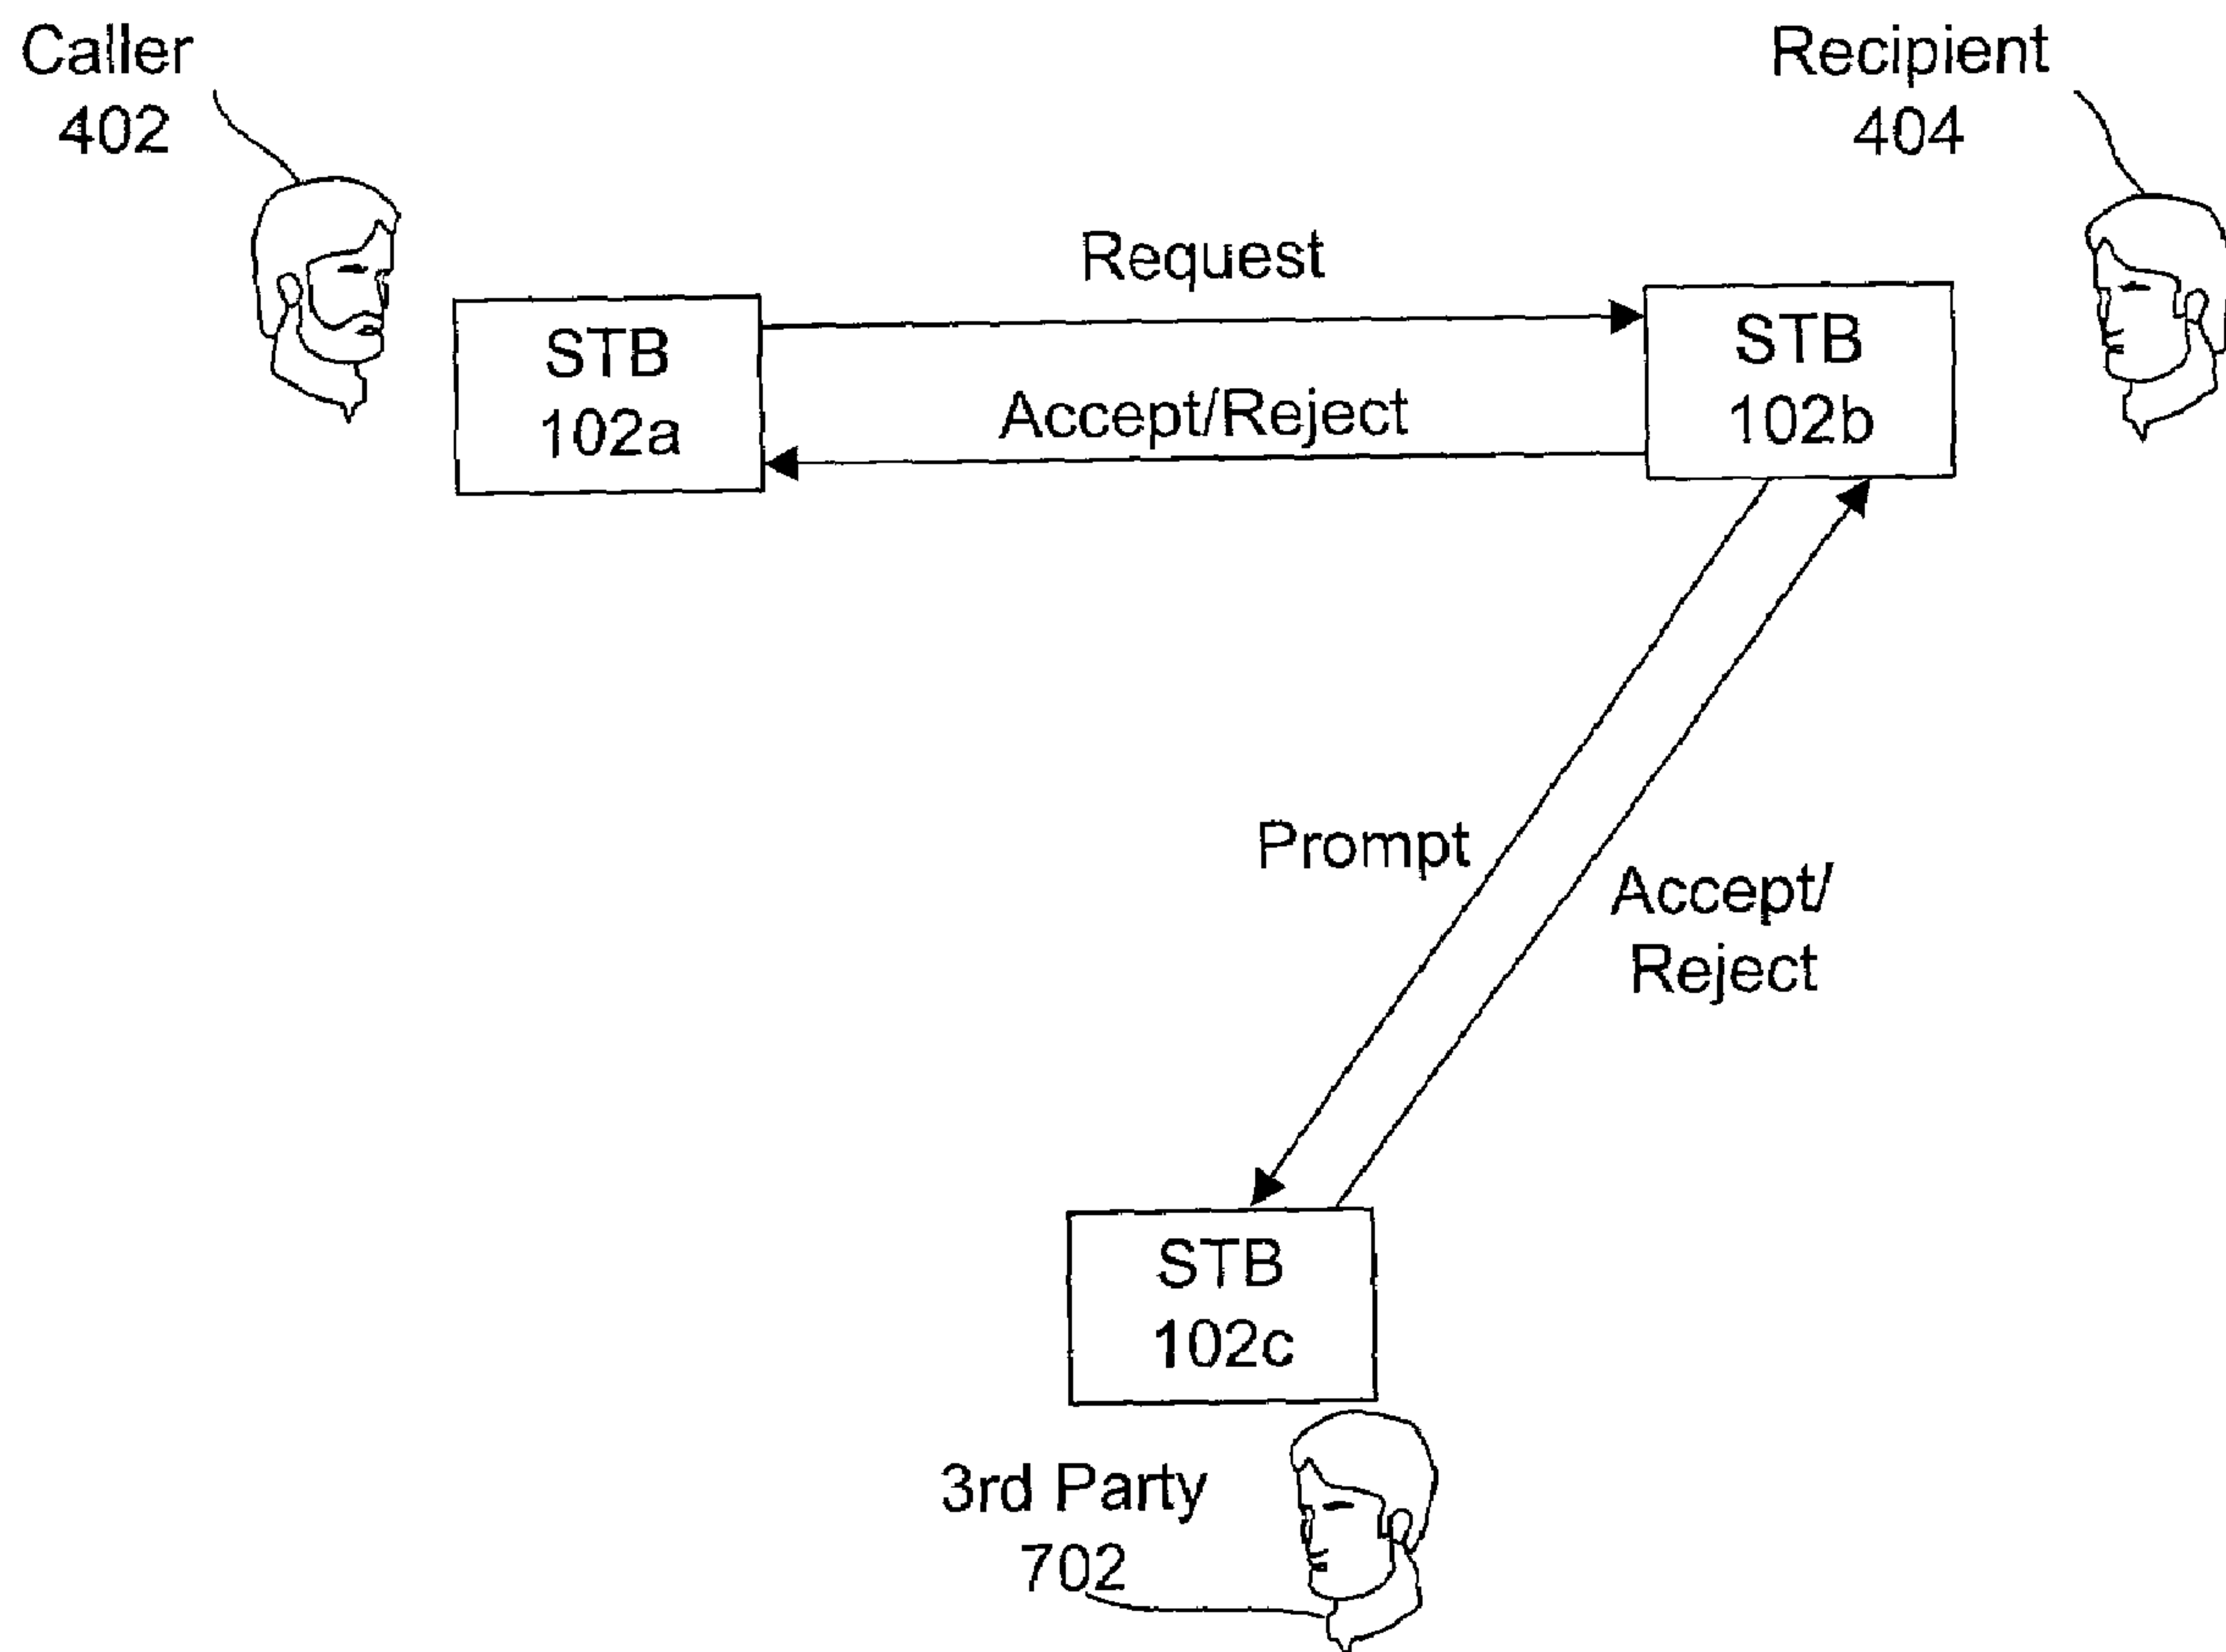 Caller
402
Recipient
404
Request
STB
102a
Accept/Reject
STB
102b
Prompt
Accept/
Reject
STB
102c
3rd Party
702